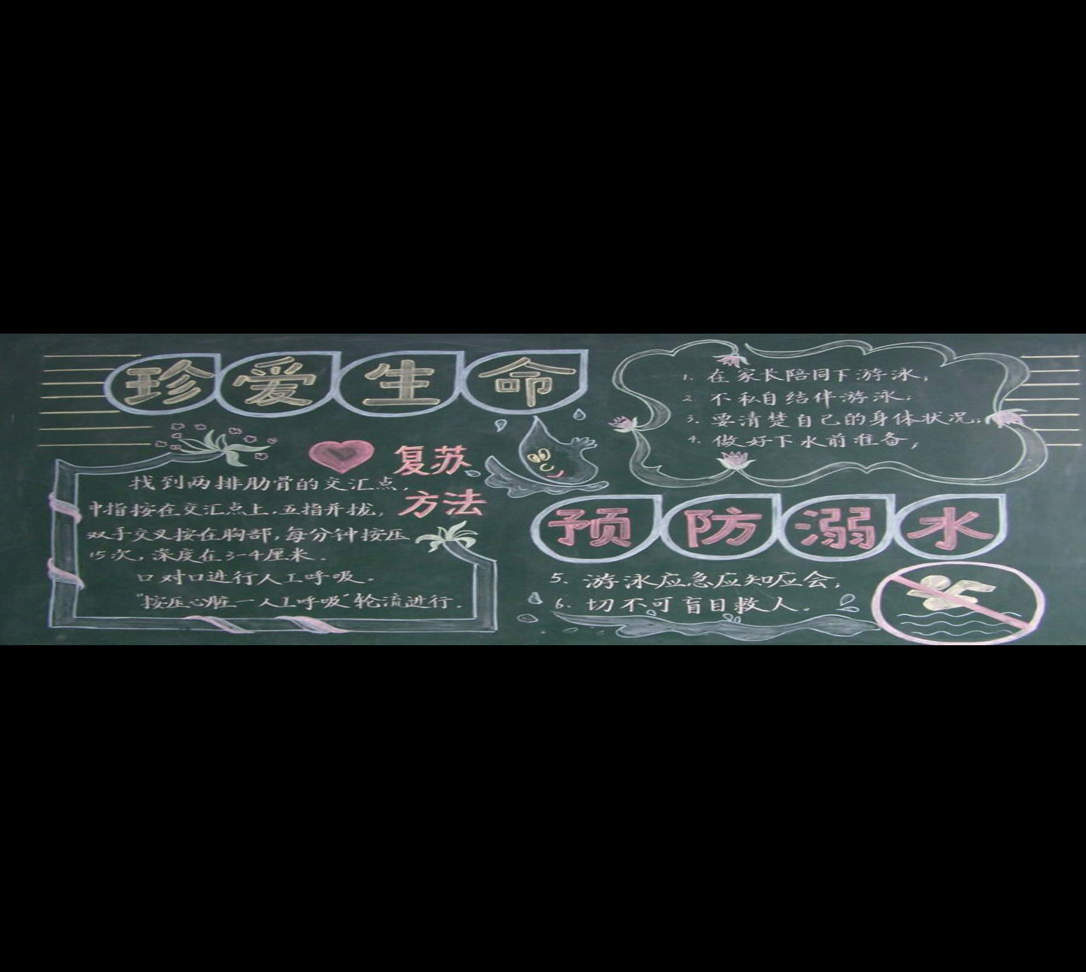 珍爱生命
复苏
方法
找到两排肋骨的交汇点,
中指按在交汇点上,五指并拢,
双手交叉按在胸部,每分钟按压
15次,深度在3-4厘米.
口对口进行人工呼吸.
"按压心脏一人工呼吸"轮流进行.
1. 在家长陪同下游泳;
2. 不私自结伴游泳;
3. 要清楚自己的身体状况;
4. 做好下水前准备,
预防溺水
5. 游泳应急应知应会,
6. 切不可盲目救人.